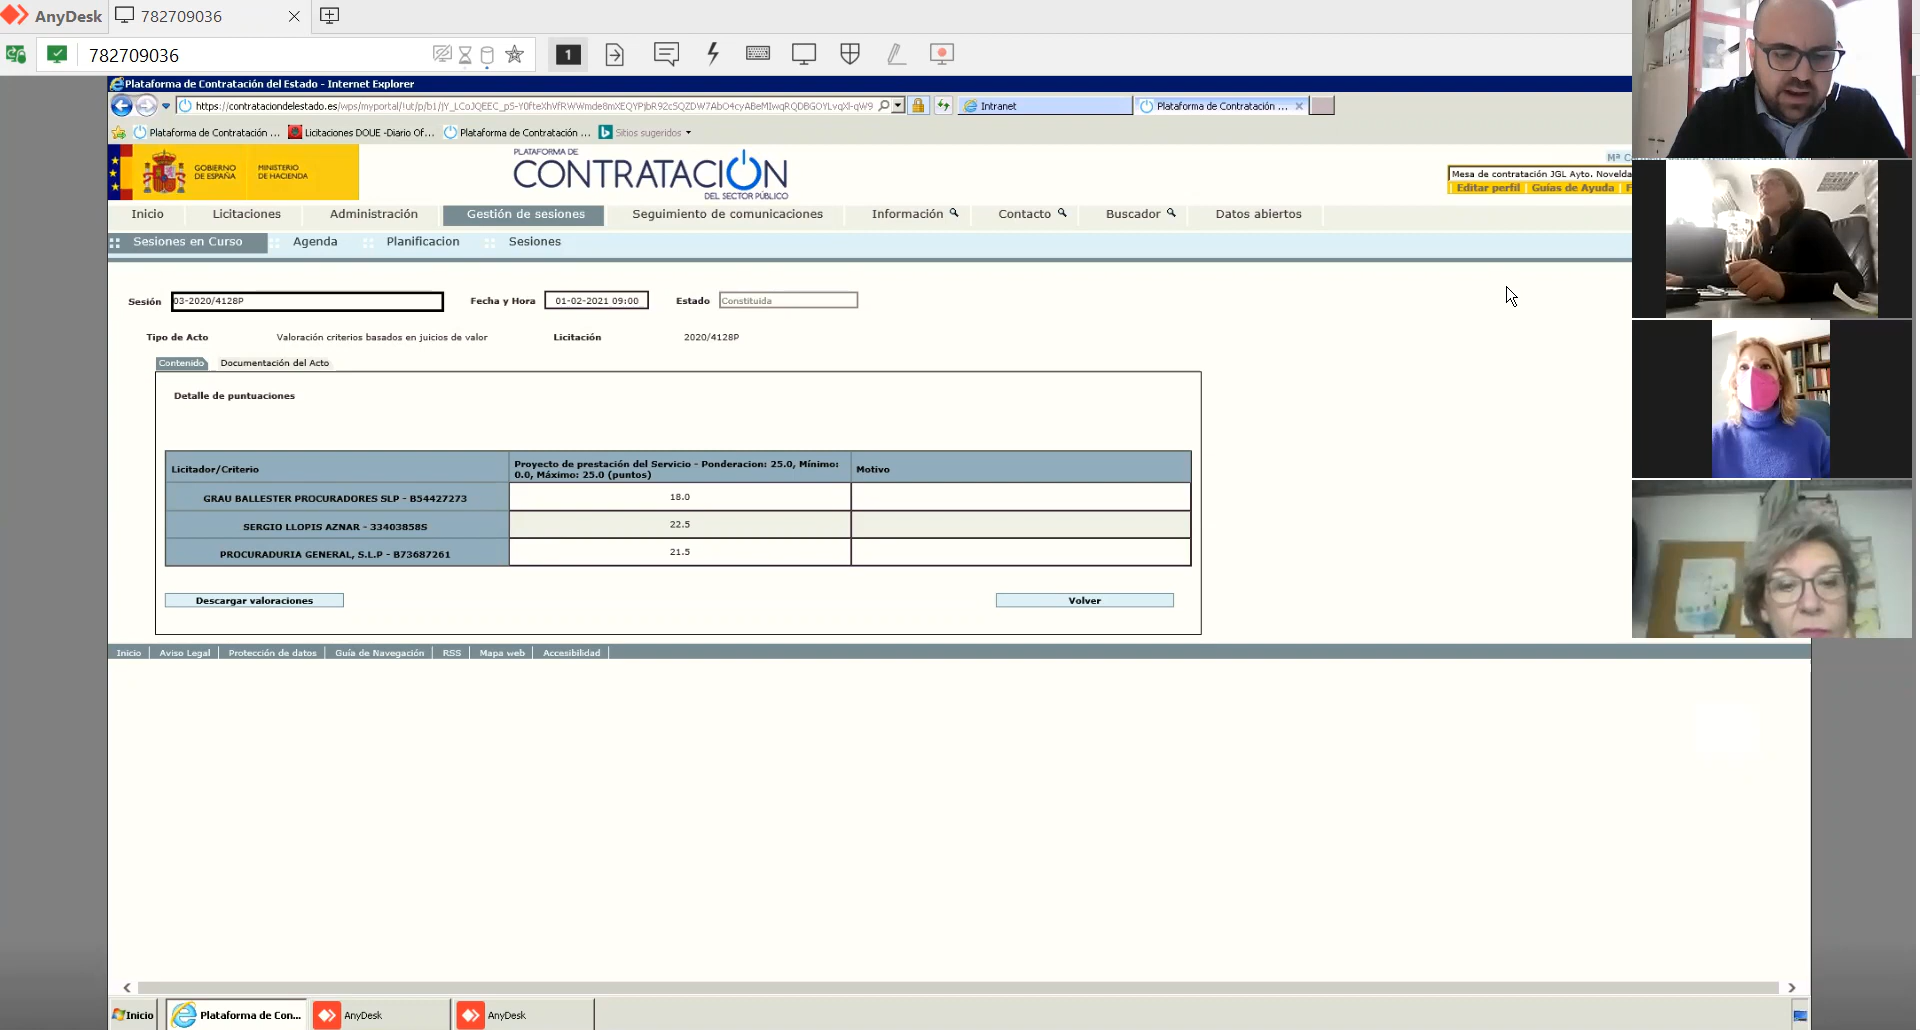 AnyDesk 782709036
782709036 1
Plataforma de Contratación del Estado - Internet Explorer
Intranet Plataforma de Contratación ...
Plataforma de Contratación ... Licitaciones DOUE -Diario Of... Plataforma de Contratación ... Sitios sugeridos
GOBIERNO DE ESPAÑA
MINISTERIO DE HACIENDA
PLATAFORMA DE
CONTRATACIÓN
DEL SECTOR PÚBLICO
Mª C
Mesa de contratación JGL Ayto. Novelda
Editar perfil Guías de Ayuda F
Inicio Licitaciones Administración Gestión de sesiones Seguimiento de comunicaciones Información Contacto Buscador Datos abiertos
Sesiones en Curso Agenda Planificacion Sesiones
Sesión 03-2020/4128P Fecha y Hora 01-02-2021 09:00 Estado Constituida
Tipo de Acto Valoración criterios basados en juicios de valor Licitación 2020/4128P
Contenido Documentación del Acto
Detalle de puntuaciones
Licitador/Criterio Proyecto de prestación del Servicio - Ponderacion: 25.0, Mínimo: 0.0, Máximo: 25.0 (puntos) Motivo
GRAU BALLESTER PROCURADORES SLP - B54427273 18.0
SERGIO LLOPIS AZNAR - 33403858S 22.5
PROCURADURIA GENERAL, S.L.P - B73687261 21.5
Descargar valoraciones Volver
Inicio Aviso Legal Protección de datos Guía de Navegación RSS Mapa web Accesibilidad
Inicio Plataforma de Con... AnyDesk AnyDesk